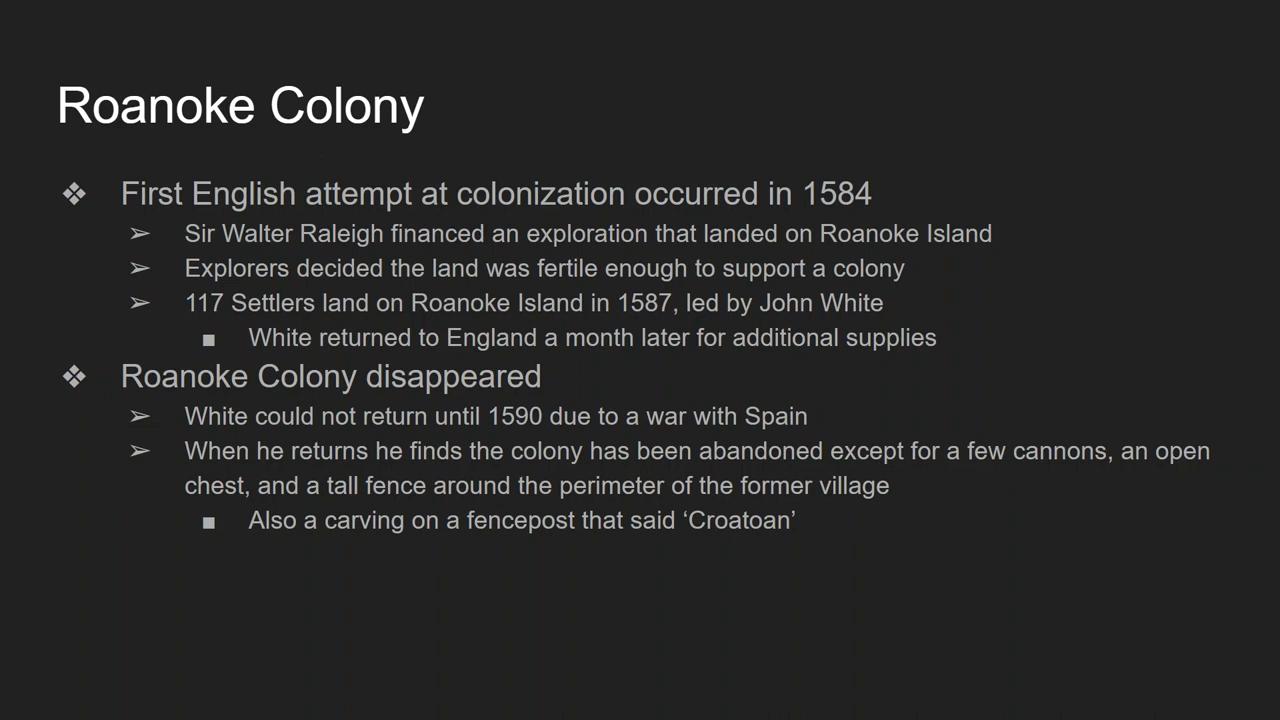 Roanoke Colony
❖ First English attempt at colonization occurred in 1584
➢ Sir Walter Raleigh financed an exploration that landed on Roanoke Island
➢ Explorers decided the land was fertile enough to support a colony
➢ 117 Settlers land on Roanoke Island in 1587, led by John White
■ White returned to England a month later for additional supplies
❖ Roanoke Colony disappeared
➢ White could not return until 1590 due to a war with Spain
➢ When he returns he finds the colony has been abandoned except for a few cannons, an open
chest, and a tall fence around the perimeter of the former village
■ Also a carving on a fencepost that said ‘Croatoan’